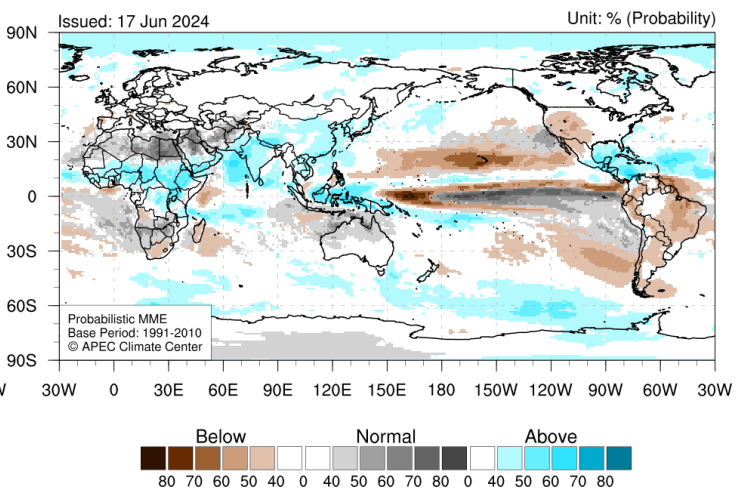 Issued: 17 Jun 2024
Unit: % (Probability)
90N
60N
30N
0
30S
60S
90S
Probabilistic MME
Base Period: 1991-2010
© APEC Climate Center
W 30W 0 30E 60E 90E 120E 150E 180 150W 120W 90W 60W 30W
Below Normal Above
80 70 60 50 40 0 40 50 60 70 80 0 40 50 60 70 80